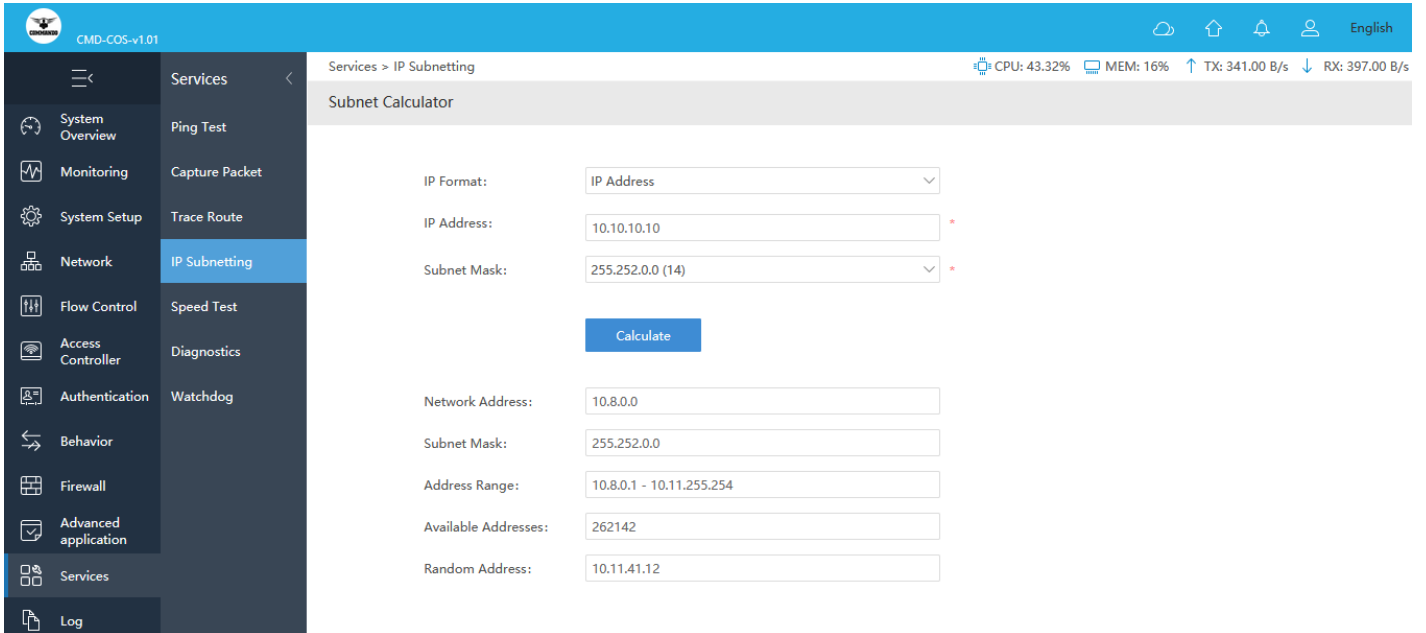 COMMANDO
CMD-COS-v1.01
English
Services
Services > IP Subnetting
CPU: 43.32% MEM: 16% TX: 341.00 B/s RX: 397.00 B/s
Subnet Calculator
System
Overview
Monitoring
System Setup
Network
Flow Control
Access
Controller
Authentication
Behavior
Firewall
Advanced
application
Services
Log
Ping Test
Capture Packet
Trace Route
IP Subnetting
Speed Test
Diagnostics
Watchdog
IP Format: IP Address
IP Address: 10.10.10.10 *
Subnet Mask: 255.252.0.0 (14) *
Calculate
Network Address: 10.8.0.0
Subnet Mask: 255.252.0.0
Address Range: 10.8.0.1 - 10.11.255.254
Available Addresses: 262142
Random Address: 10.11.41.12